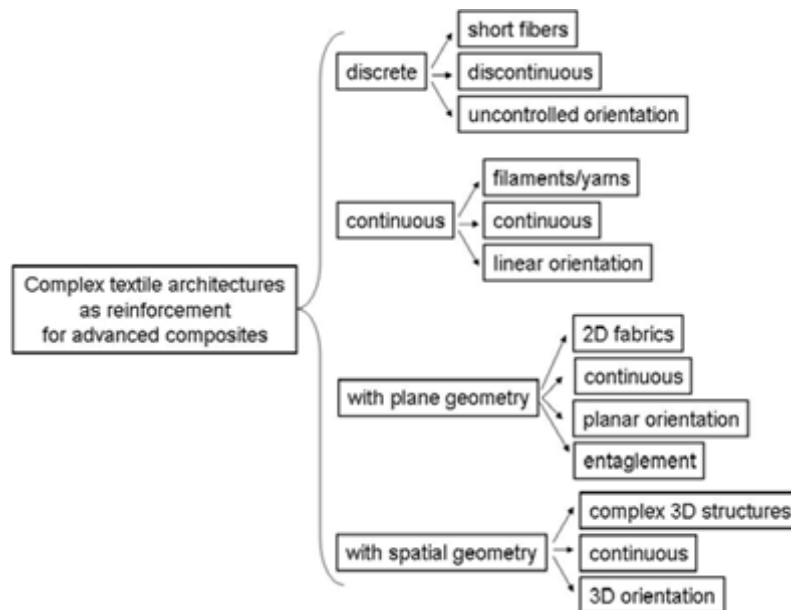 short fibers
discrete
discontinuous
uncontrolled orientation
filaments/yarns
continuous
continuous
linear orientation
Complex textile architectures
as reinforcement
for advanced composites
2D fabrics
continuous
with plane geometry
planar orientation
entaglement
complex 3D structures
with spatial geometry
continuous
3D orientation